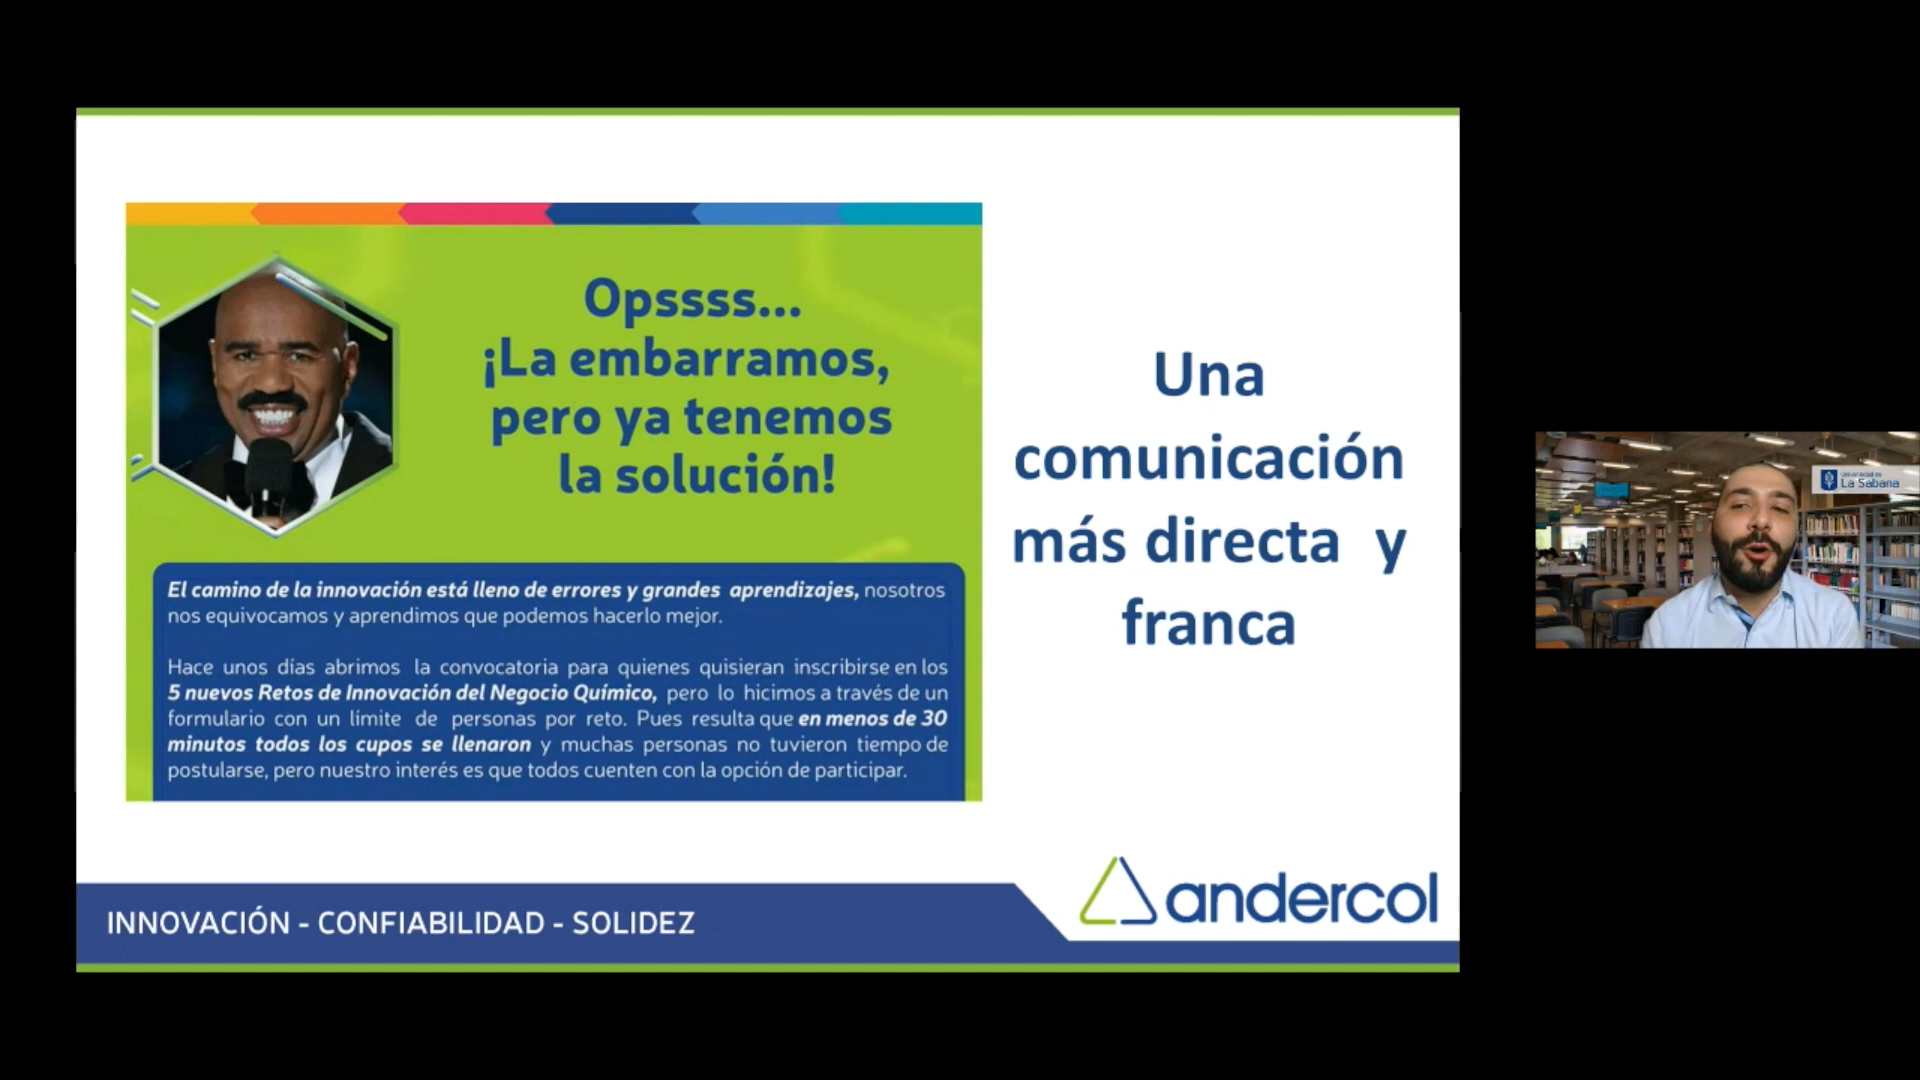 Opssss...
¡La embarramos,
pero ya tenemos
la solución!
El camino de la innovación está lleno de errores y grandes aprendizajes, nosotros
nos equivocamos y aprendimos que podemos hacerlo mejor.
Hace unos días abrimos la convocatoria para quienes quisieran inscribirse en los
5 nuevos Retos de Innovación del Negocio Químico, pero lo hicimos a través de un
formulario con un límite de personas por reto. Pues resulta que en menos de 30
minutos todos los cupos se llenaron y muchas personas no tuvieron tiempo de
postularse, pero nuestro interés es que todos cuenten con la opción de participar.
Una
comunicación
más directa y
franca
INNOVACIÓN - CONFIABILIDAD - SOLIDEZ
andercol
Universidad de
La Sabana